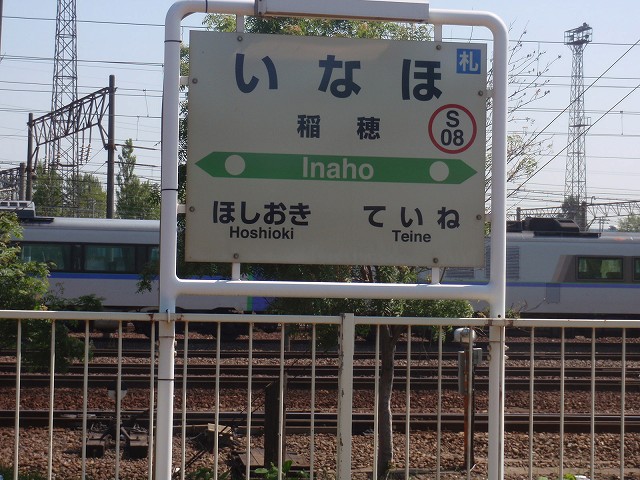 いなほ 札
稲穂 S
08
Inaho
ほしおき ていね
Hoshioki Teine